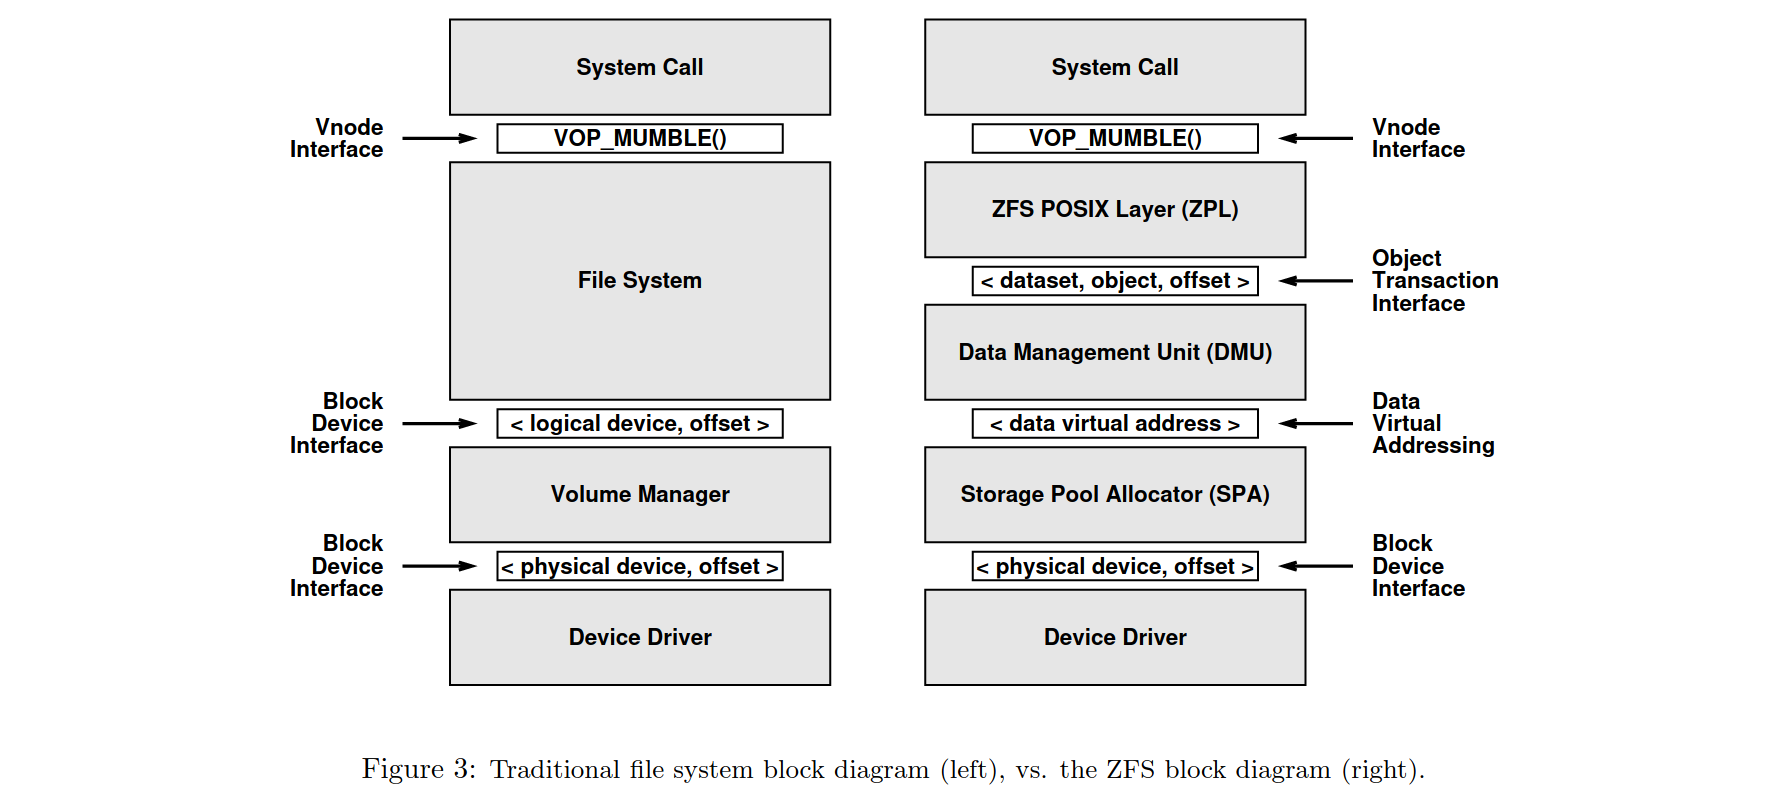 System Call
Vnode
Interface
VOP_MUMBLE()
File System
Block
Device
Interface
< logical device, offset >
Volume Manager
Block
Device
Interface
< physical device, offset >
Device Driver
System Call
VOP_MUMBLE()
Vnode
Interface
ZFS POSIX Layer (ZPL)
< dataset, object, offset >
Object
Transaction
Interface
Data Management Unit (DMU)
< data virtual address >
Data
Virtual
Addressing
Storage Pool Allocator (SPA)
< physical device, offset >
Block
Device
Interface
Device Driver
Figure 3: Traditional file system block diagram (left), vs. the ZFS block diagram (right).